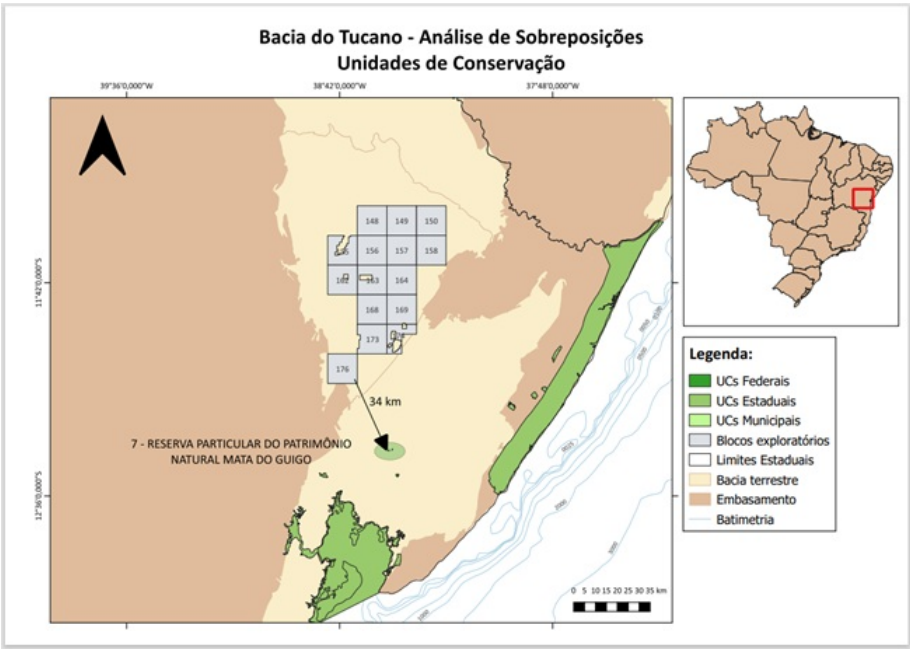 Bacia do Tucano - Análise de Sobreposições
Unidades de Conservação
39°36'0,000"W
38°42'0,000"W
37°48'0,000"W
148 149 150
156 157 158
162 163 164
168 169
173
176
11°42'0,000"S
34 km
7 - RESERVA PARTICULAR DO PATRIMÔNIO
NATURAL MATA DO GUIGO
12°36'0,000"S
0 5 10 15 20 25 30 35 km
Legenda:
UCs Federais
UCs Estaduais
UCs Municipais
Blocos exploratórios
Limites Estaduais
Bacia terrestre
Embasamento
Batimetria